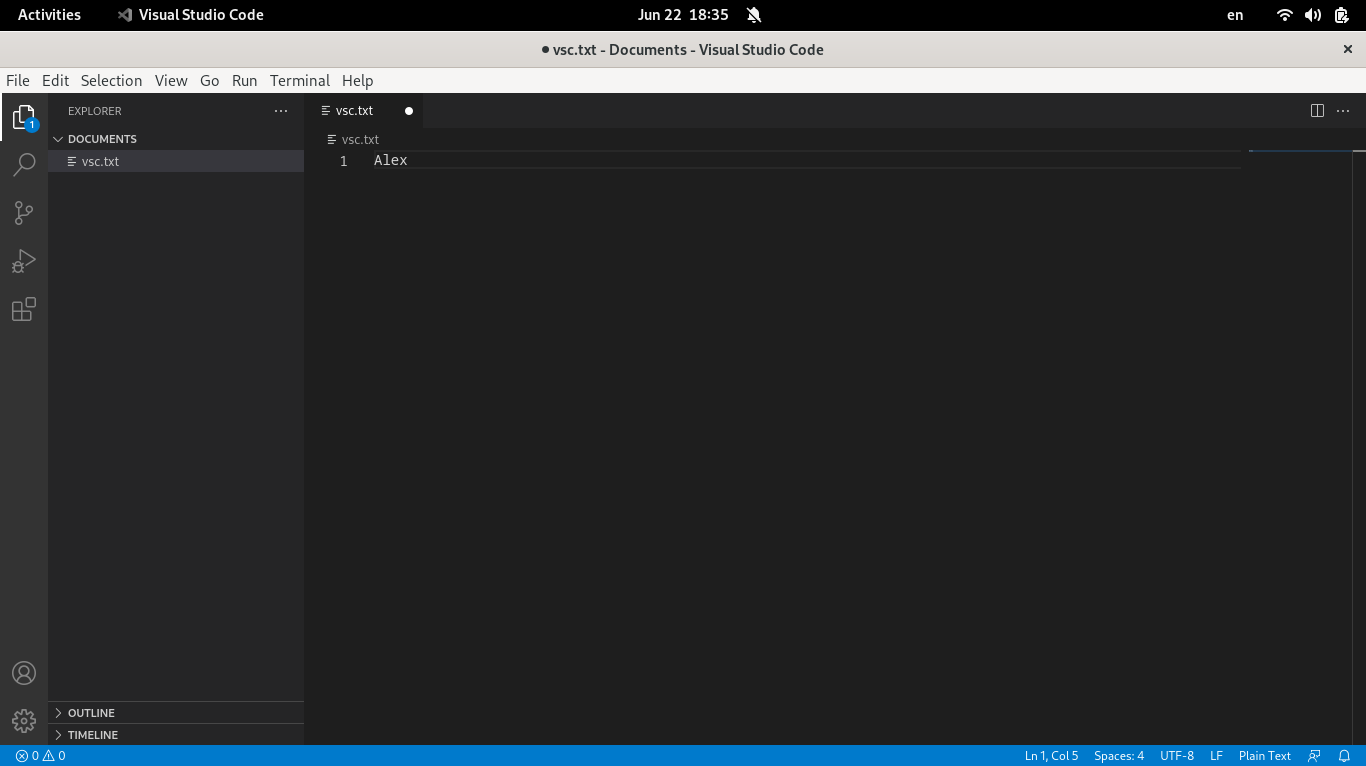 Activities Visual Studio Code Jun 22 18:35 en
vsc.txt - Documents - Visual Studio Code
File Edit Selection View Go Run Terminal Help
EXPLORER
1
DOCUMENTS
vsc.txt
OUTLINE
TIMELINE
vsc.txt
vsc.txt
1 Alex
0 0 Ln 1, Col 5 Spaces: 4 UTF-8 LF Plain Text